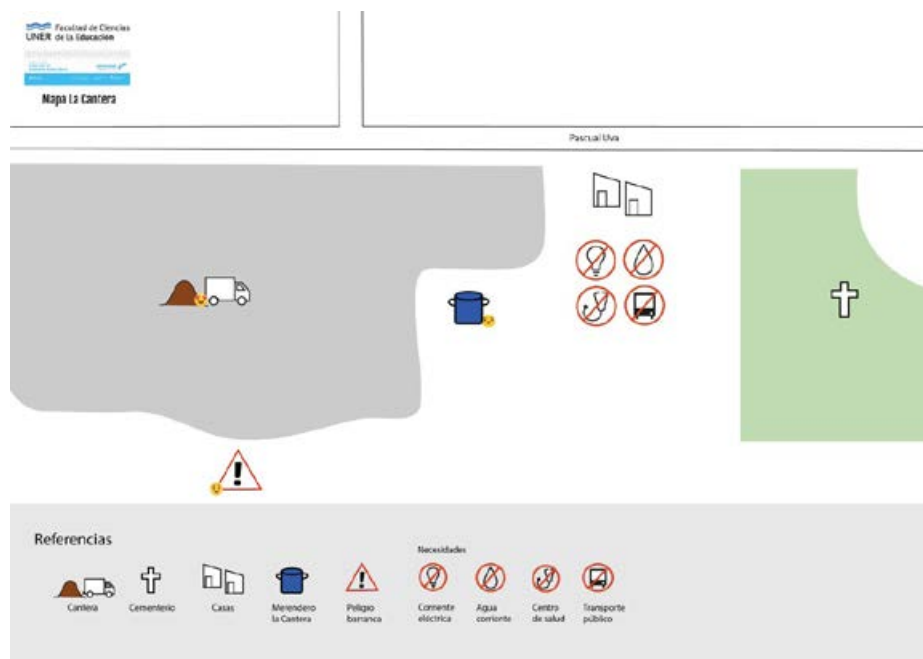 Facultad de Ciencias
UNER de la Educación
Mapa La Cantera
Pascual Uva
Referencias
Necesidades
Cantera
Cementerio
Casas
Merendero
la Cantera
Peligro
barranca
Corriente
eléctrica
Agua
corriente
Centro
de salud
Transporte
público